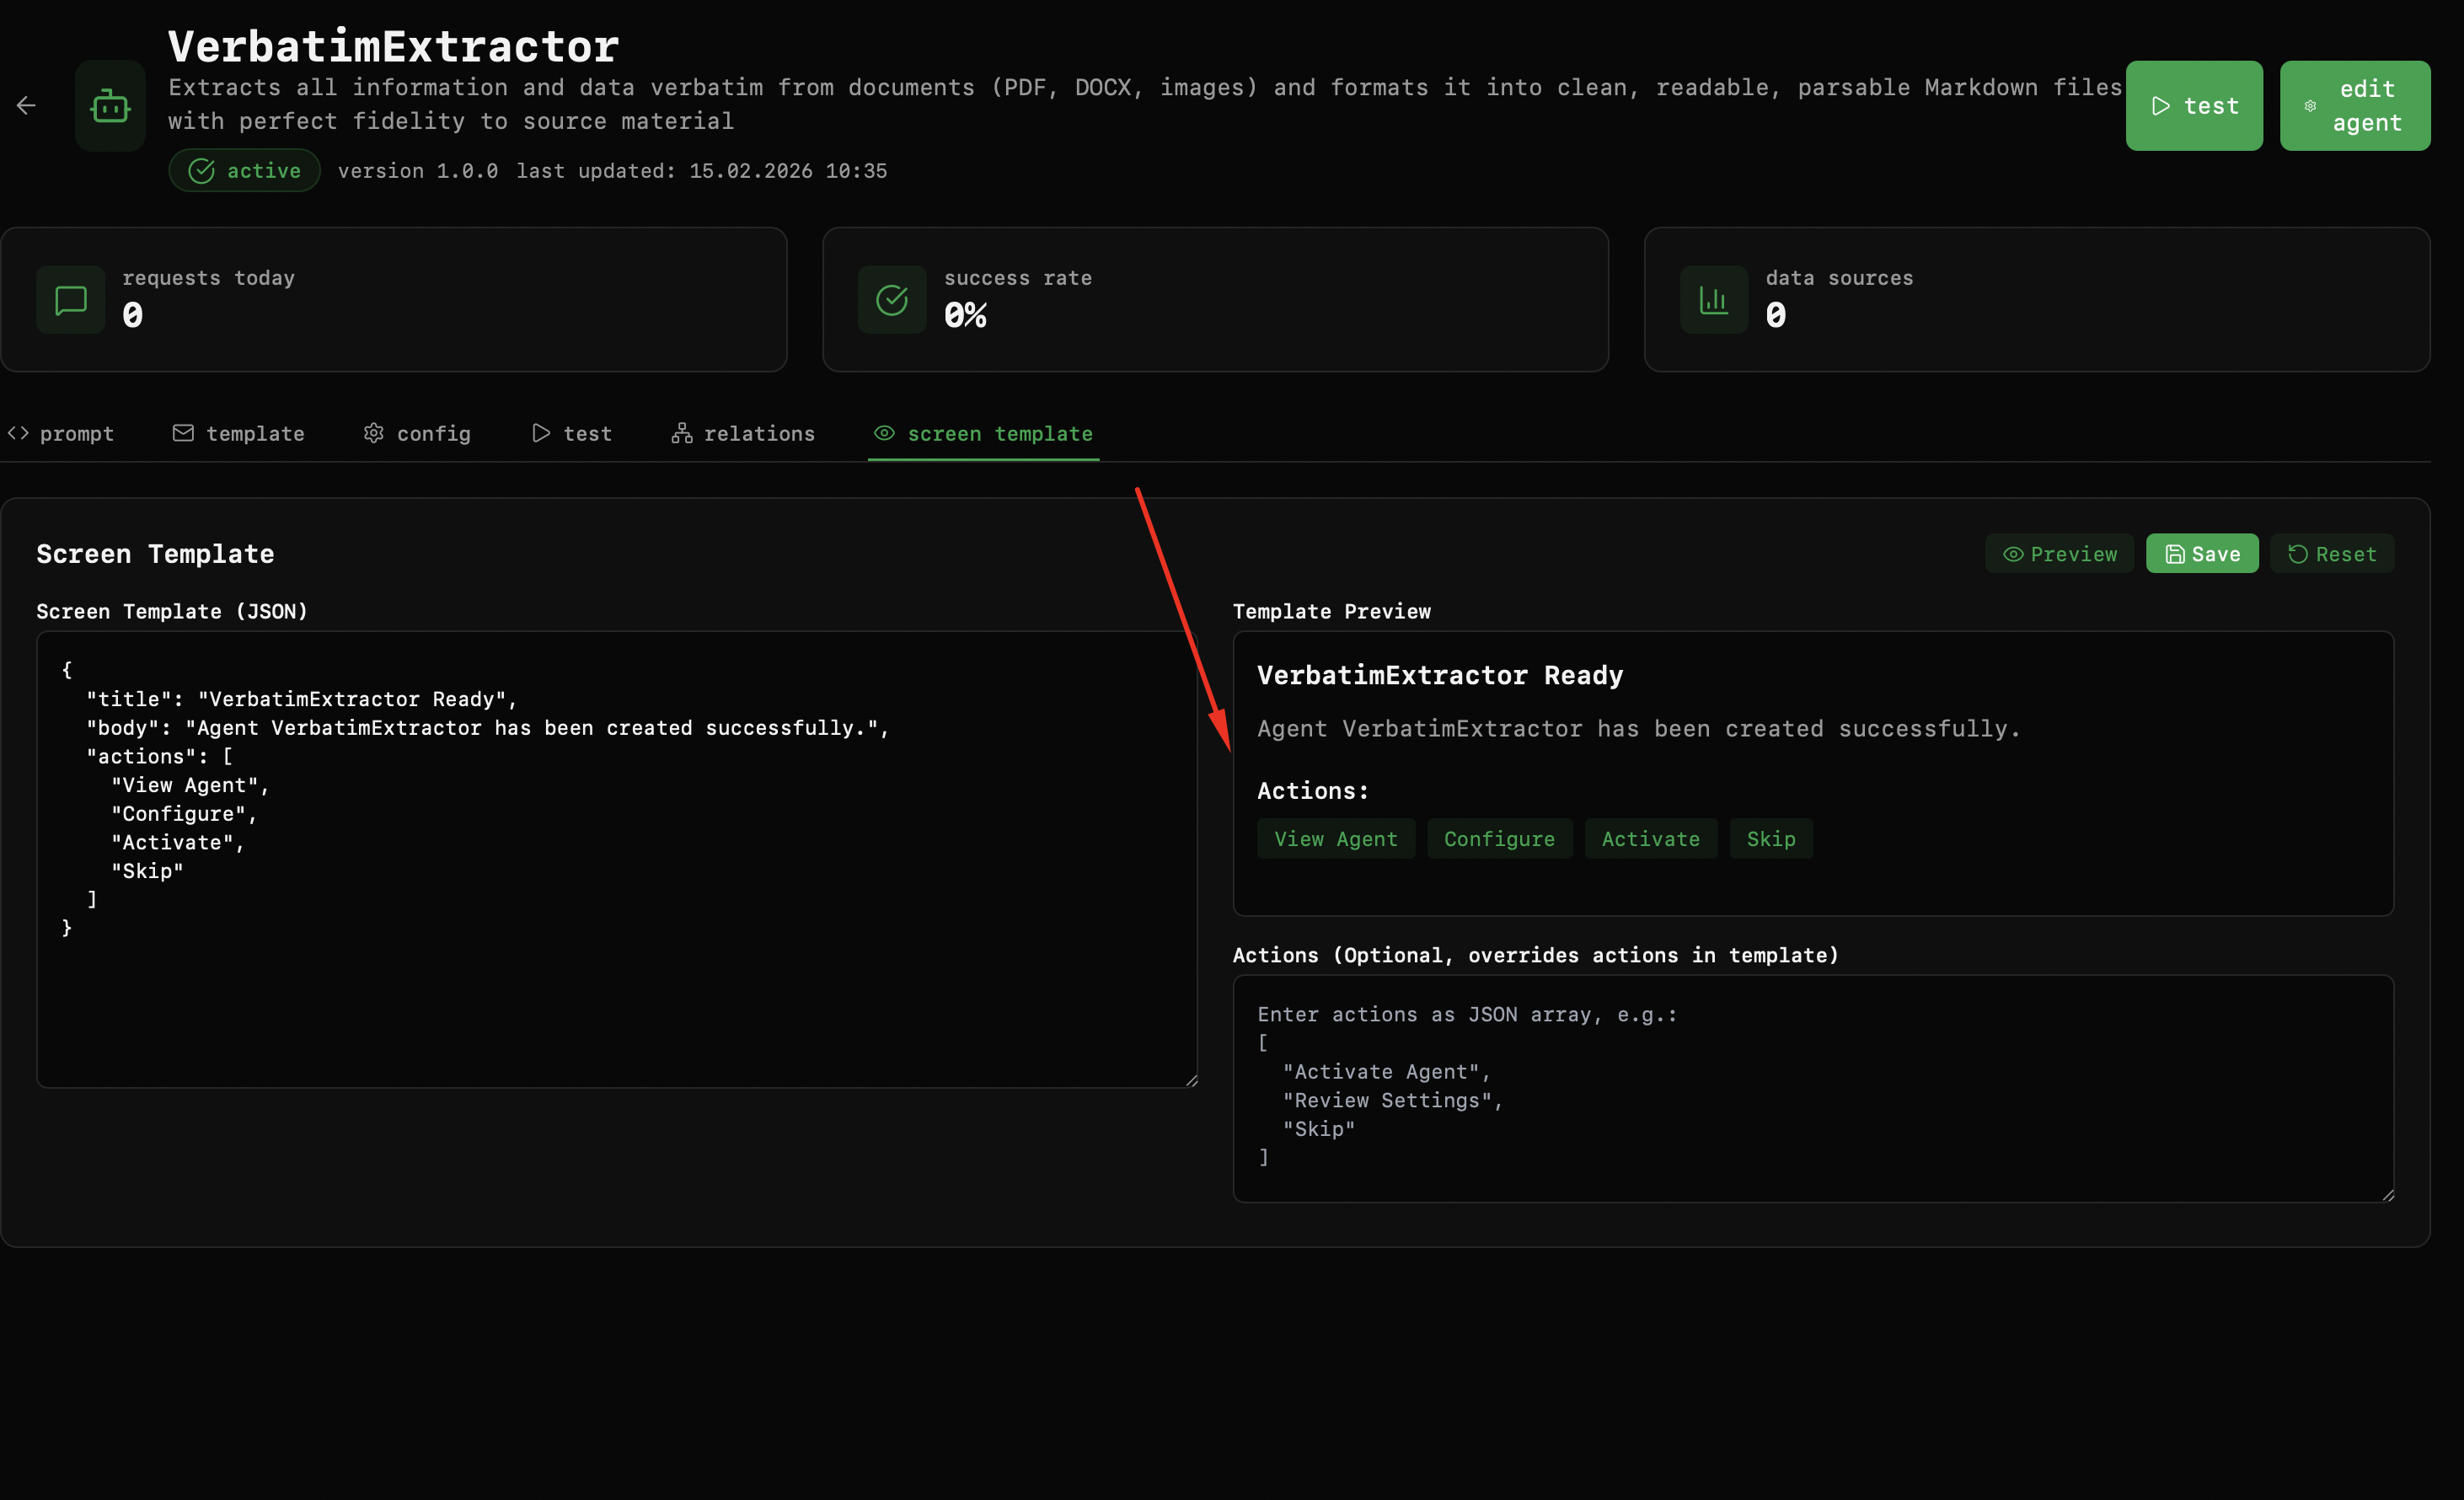 VerbatimExtractor
Extracts all information and data verbatim from documents (PDF, DOCX, images) and formats it into clean, readable, parsable Markdown files
with perfect fidelity to source material
test
edit
agent
active version 1.0.0 last updated: 15.02.2026 10:35
requests today
0
success rate
0%
data sources
0
prompt
template
config
test
relations
screen template
Screen Template
Preview
Save
Reset
Screen Template (JSON)
{
  "title": "VerbatimExtractor Ready",
  "body": "Agent VerbatimExtractor has been created successfully.",
  "actions": [
    "View Agent",
    "Configure",
    "Activate",
    "Skip"
  ]
}
Template Preview
VerbatimExtractor Ready
Agent VerbatimExtractor has been created successfully.
Actions:
View Agent
Configure
Activate
Skip
Actions (Optional, overrides actions in template)
Enter actions as JSON array, e.g.:
[
  "Activate Agent",
  "Review Settings",
  "Skip"
]